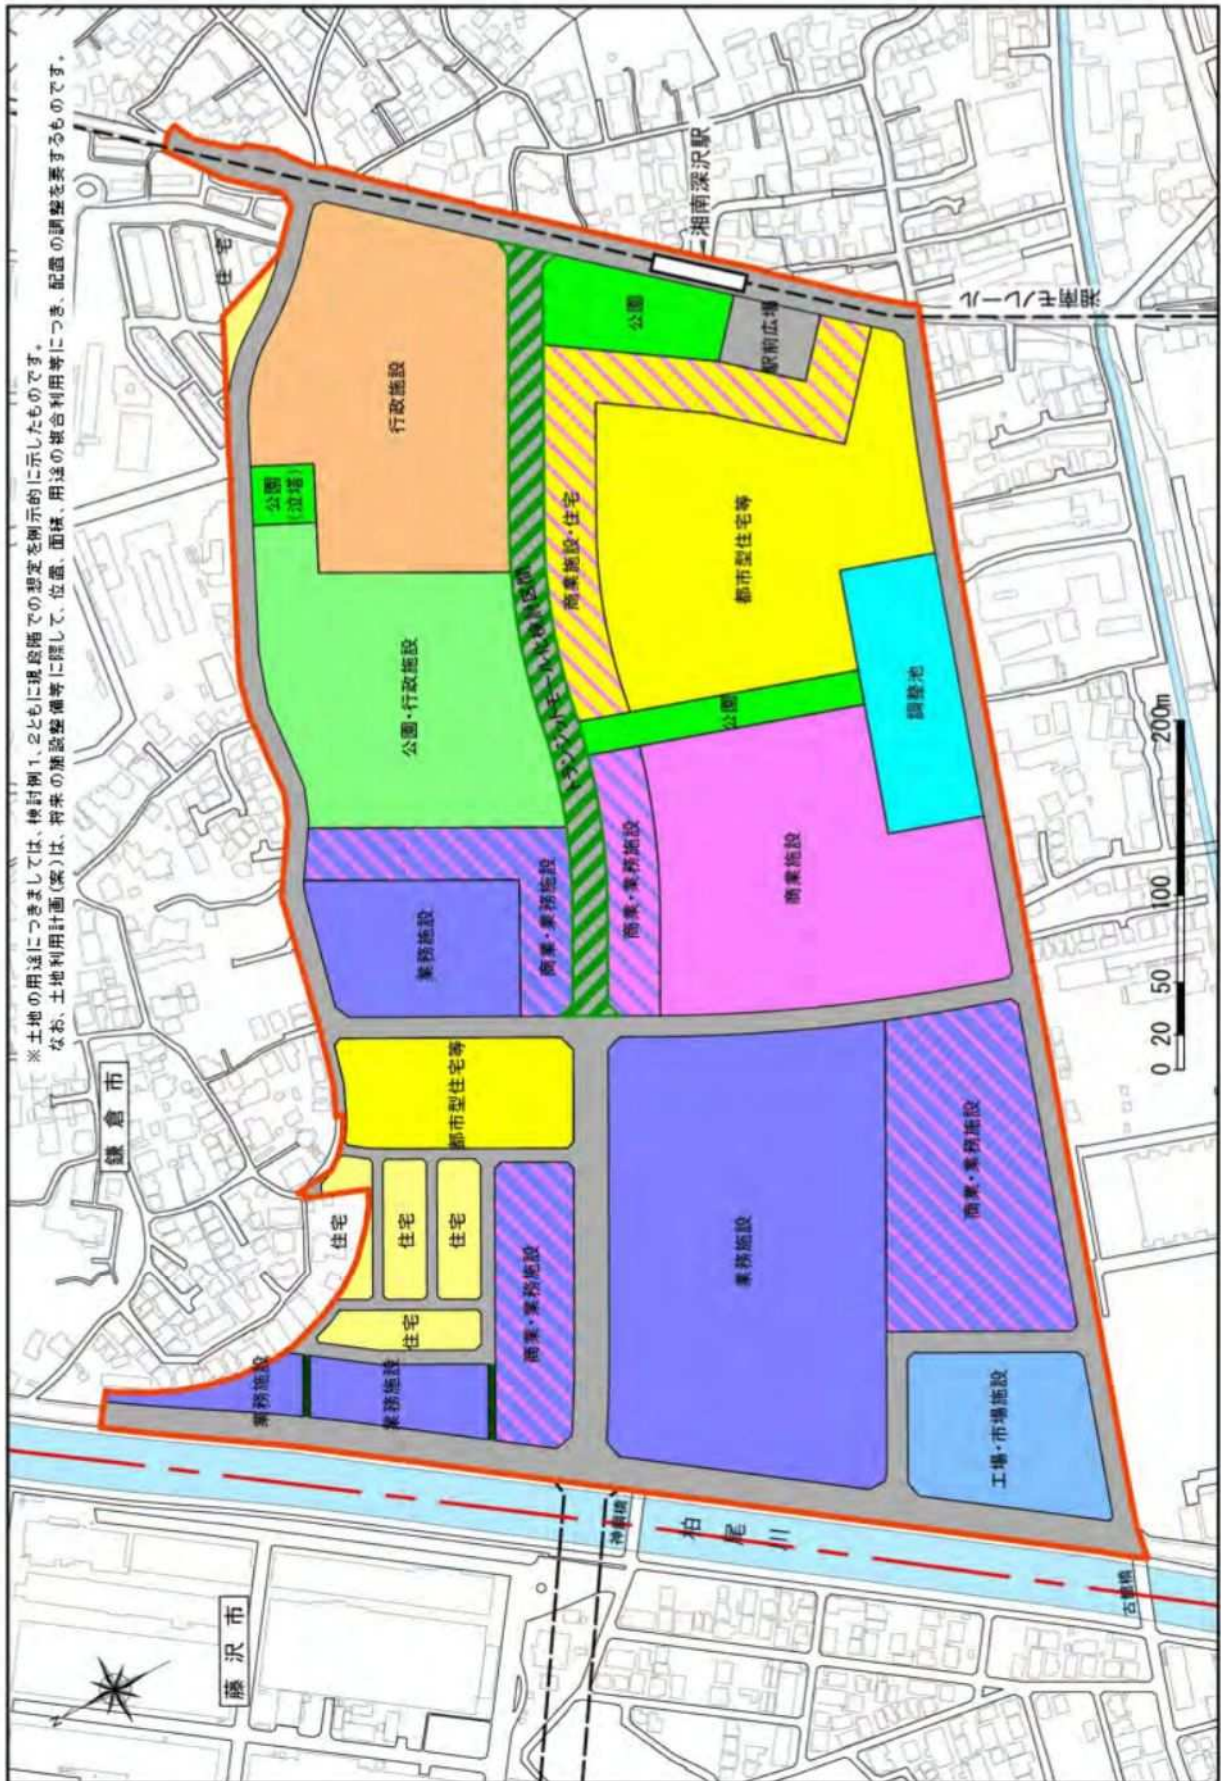 ※土地の用途につきましては、検討例1、2ともに現段階での想定を例示的に示したものです。
なお、土地利用計画(案)は、将来の施設整備等に際して、位置、面積、用途の複合利用等につき、配置の調整を要するものです。
鎌倉市
藤沢市
住宅
行政施設
公園
(泣塔)
公園・行政施設
業務施設
商業・業務施設
都市型住宅等
住宅
住宅
住宅
住宅
業務施設
業務施設
商業・業務施設
トランジットモール化検討区間
公園
駅前広場
湘南深沢駅
湘南モノレール
商業施設・住宅
都市型住宅等
公園
調整池
商業・業務施設
商業施設
業務施設
商業・業務施設
工場・市場施設
柏尾川
神鋼橋
古館橋
0 20 50 100 200m
N